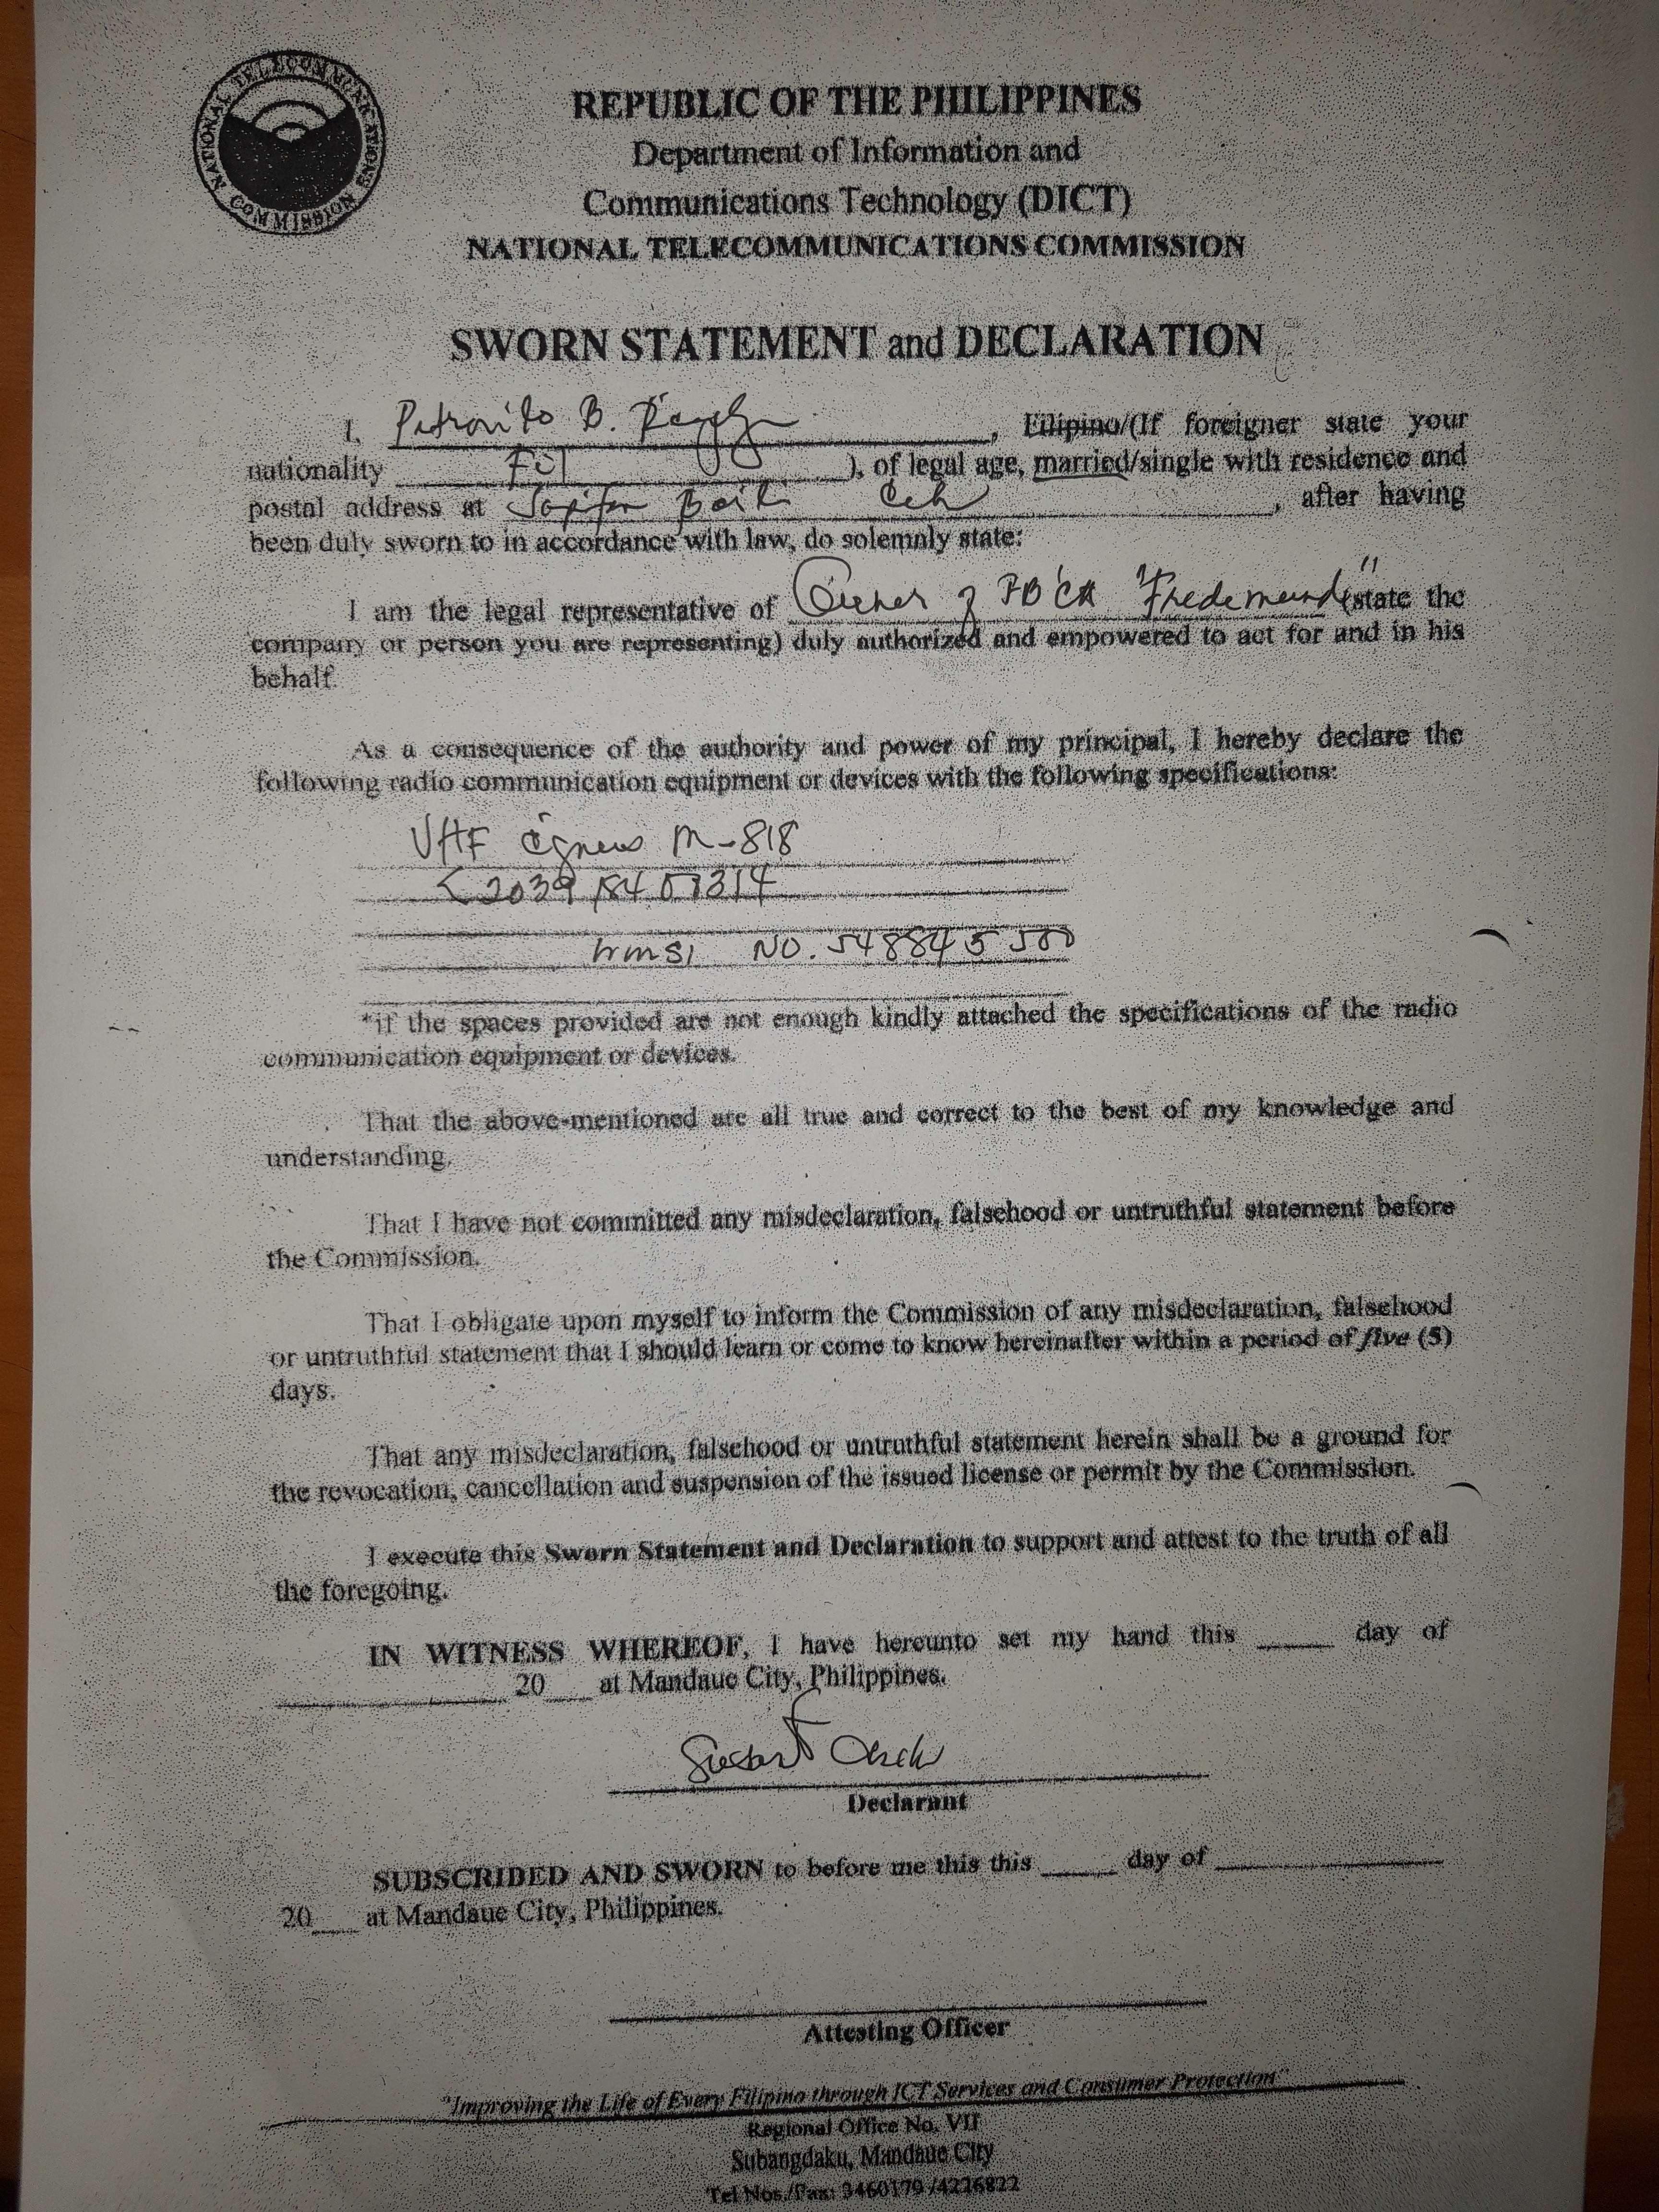 NATIONAL TELECOMMUNICATIONS COMMISSION
REPUBLIC OF THE PHILIPPINES
Department of Information and
Communications Technology (DICT)
NATIONAL TELECOMMUNICATIONS COMMISSION
SWORN STATEMENT and DECLARATION
I, Petronito B. , Filipino/(If foreigner state your
nationality Fil ), of legal age, married/single with residence and
postal address at , after having
been duly sworn to in accordance with law, do solemnly state:
I am the legal representative of Owner of "Fredemund" (state the
company or person you are representing) duly authorized and empowered to act for and in his
behalf.
As a consequence of the authority and power of my principal, I hereby declare the
following radio communication equipment or devices with the following specifications:
VHF M-818
NO. 548845500
*if the spaces provided are not enough kindly attached the specifications of the radio
communication equipment or devices.
That the above-mentioned are all true and correct to the best of my knowledge and
understanding.
That I have not committed any misdeclaration, falsehood or untruthful statement before
the Commission.
That I obligate upon myself to inform the Commission of any misdeclaration, falsehood
or untruthful statement that I should learn or come to know hereinafter within a period of five (5)
days.
That any misdeclaration, falsehood or untruthful statement herein shall be a ground for
the revocation, cancellation and suspension of the issued license or permit by the Commission.
I execute this Sworn Statement and Declaration to support and attest to the truth of all
the foregoing.
IN WITNESS WHEREOF, I have hereunto set my hand this ____ day of
____ 20__ at Mandaue City, Philippines.
Declarant
SUBSCRIBED AND SWORN to before me this this ____ day of ____
20__ at Mandaue City, Philippines.
Attesting Officer
"Improving the Life of Every Filipino through ICT Services and Consumer Protection"
Regional Office No. VII
Subangdaku, Mandaue City
Tel Nos./Fax: 3460179 /4226822